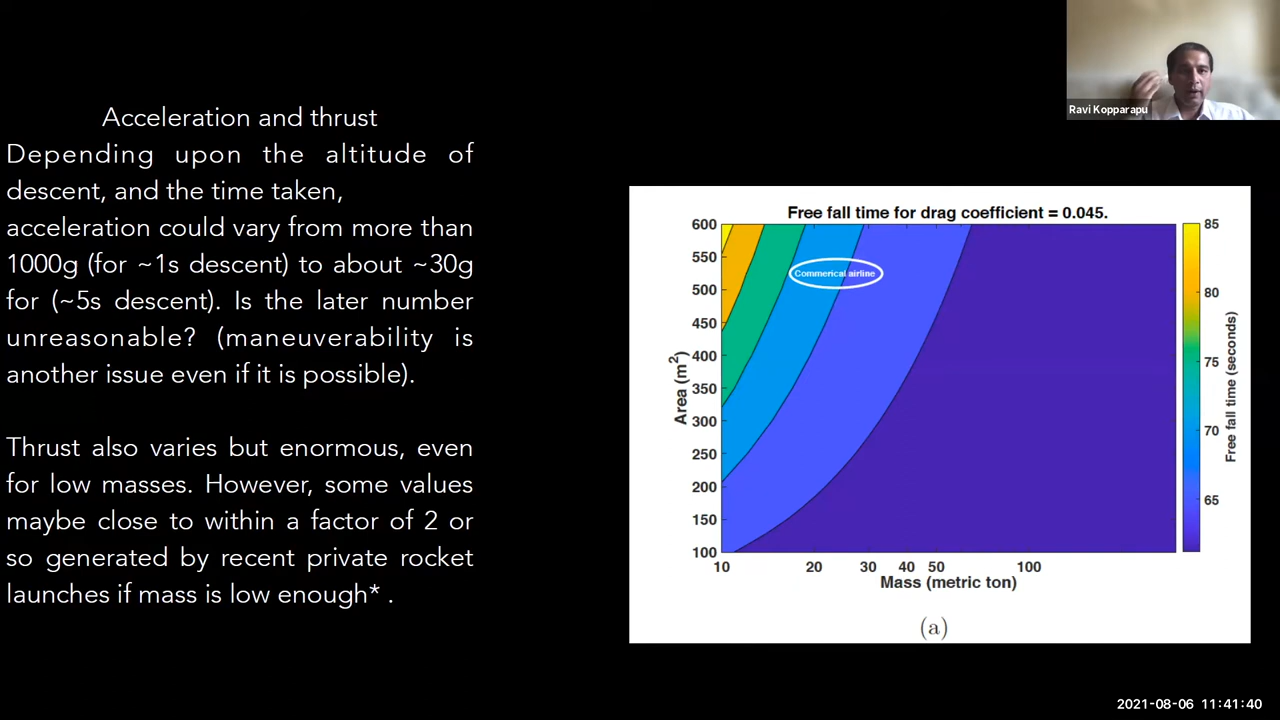 Acceleration and thrust
Depending upon the altitude of
descent, and the time taken,
acceleration could vary from more than
1000g (for ~1s descent) to about ~30g
for (~5s descent). Is the later number
unreasonable? (maneuverability is
another issue even if it is possible).
Thrust also varies but enormous, even
for low masses. However, some values
maybe close to within a factor of 2 or
so generated by recent private rocket
launches if mass is low enough* .
Ravi Kopparapu
Free fall time for drag coefficient = 0.045.
600
550
500
450
400
350
300
250
200
150
100
Area (m²)
Commerical airline
10 20 30 40 50 100
Mass (metric ton)
85
80
75
70
65
Free fall time (seconds)
(a)
2021-08-06 11:41:40